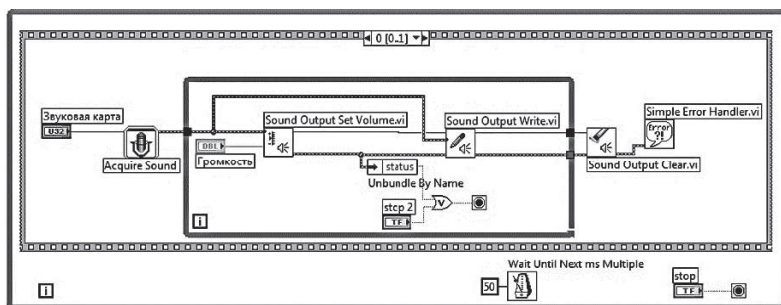 0 [0..1]
Звуковая карта
U32
Acquire Sound
DBL
Громкость
Sound Output Set Volume.vi
Sound Output Write.vi
Simple Error Handler.vi
Error
?!
Sound Output Clear.vi
status
Unbundle By Name
stop 2
TF
V
i
i
Wait Until Next ms Multiple
50
stop
TF